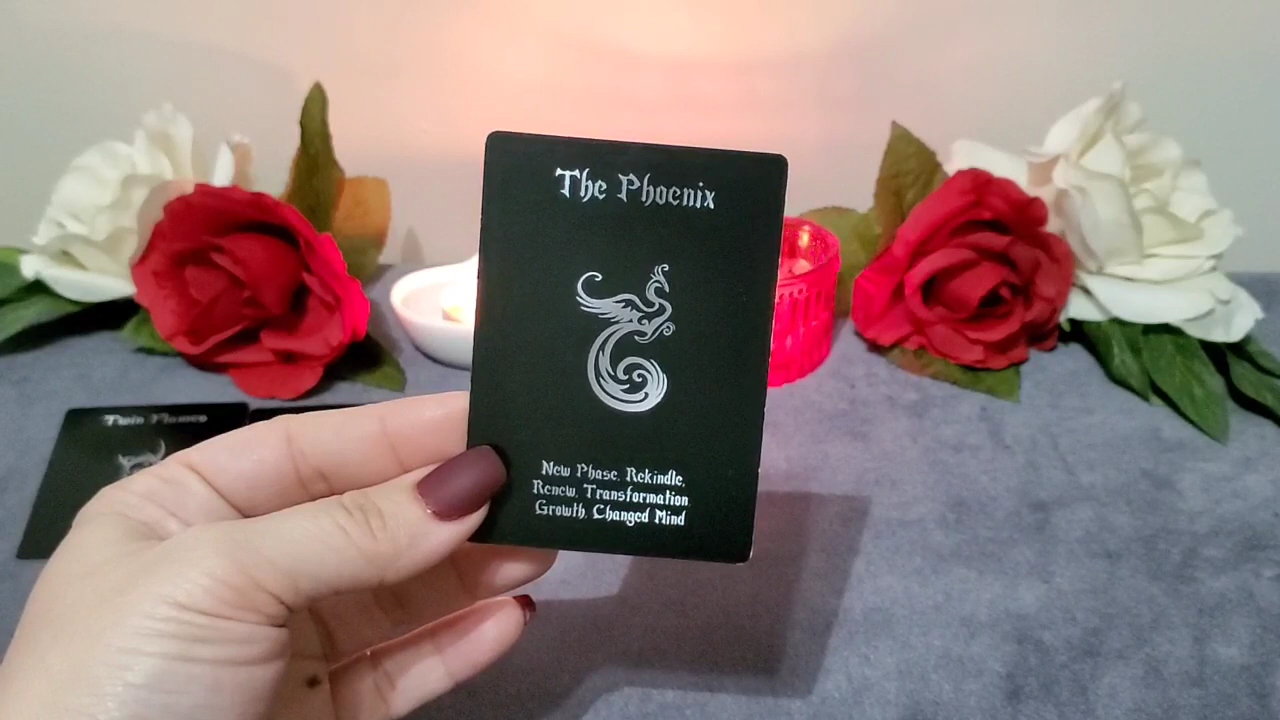 The Phoenix
New Phase, Rekindle,
Renew, Transformation
Growth, Changed Mind
Twin Flames